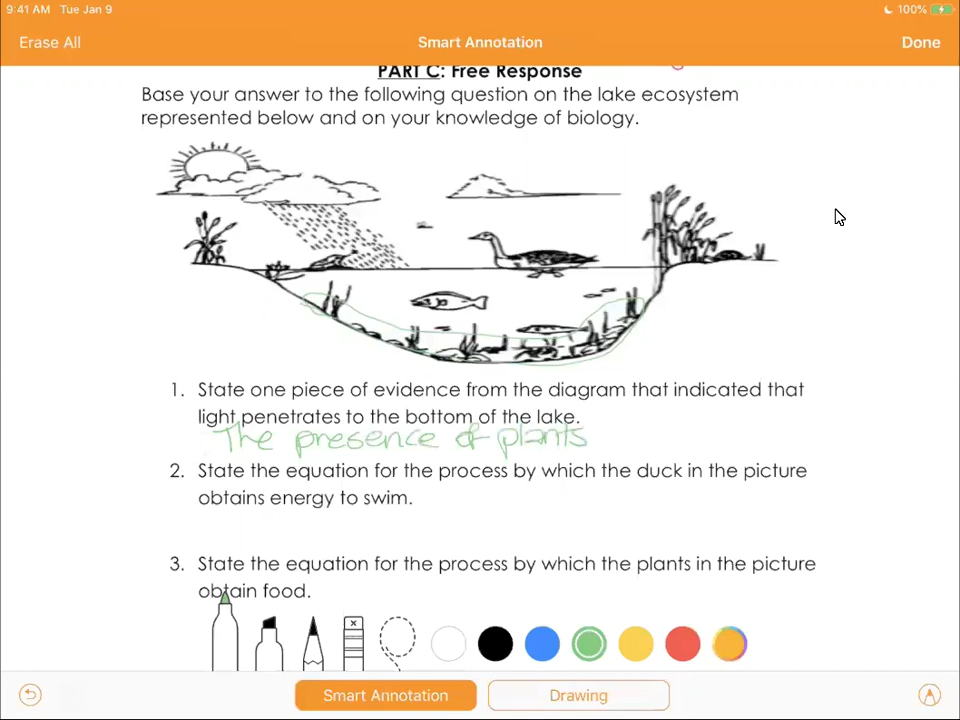 9:41 AM Tue Jan 9
100%
Erase All
Smart Annotation
Done
PART C: Free Response
Base your answer to the following question on the lake ecosystem
represented below and on your knowledge of biology.
1. State one piece of evidence from the diagram that indicated that
light penetrates to the bottom of the lake.
The presence of plants
2. State the equation for the process by which the duck in the picture
obtains energy to swim.
3. State the equation for the process by which the plants in the picture
obtain food.
Smart Annotation
Drawing